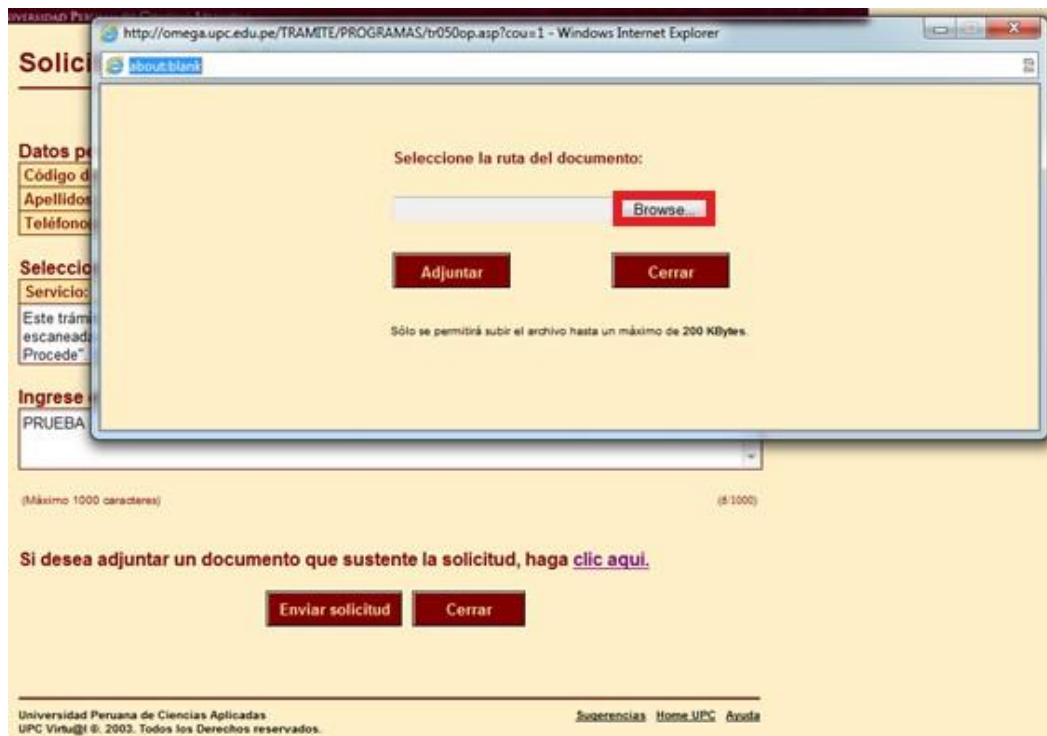 http://omega.upc.edu.pe/TRAMITE/PROGRAMAS/tr050op.asp?cou=1 - Windows Internet Explorer
about:blank
Solici
Seleccione la ruta del documento:
Browse...
Adjuntar Cerrar
Sólo se permitirá subir el archivo hasta un máximo de 200 KBytes.
Datos pe
Código d
Apellidos
Teléfono
Seleccio
Servicio:
Este trámi
escaneada
Procede".
Ingrese
PRUEBA
(Máximo 1000 caracteres) (6/1000)
Si desea adjuntar un documento que sustente la solicitud, haga clic aqui.
Enviar solicitud Cerrar
Universidad Peruana de Ciencias Aplicadas Sugerencias Home UPC Ayuda
UPC Virtu@l ©. 2003. Todos los Derechos reservados.